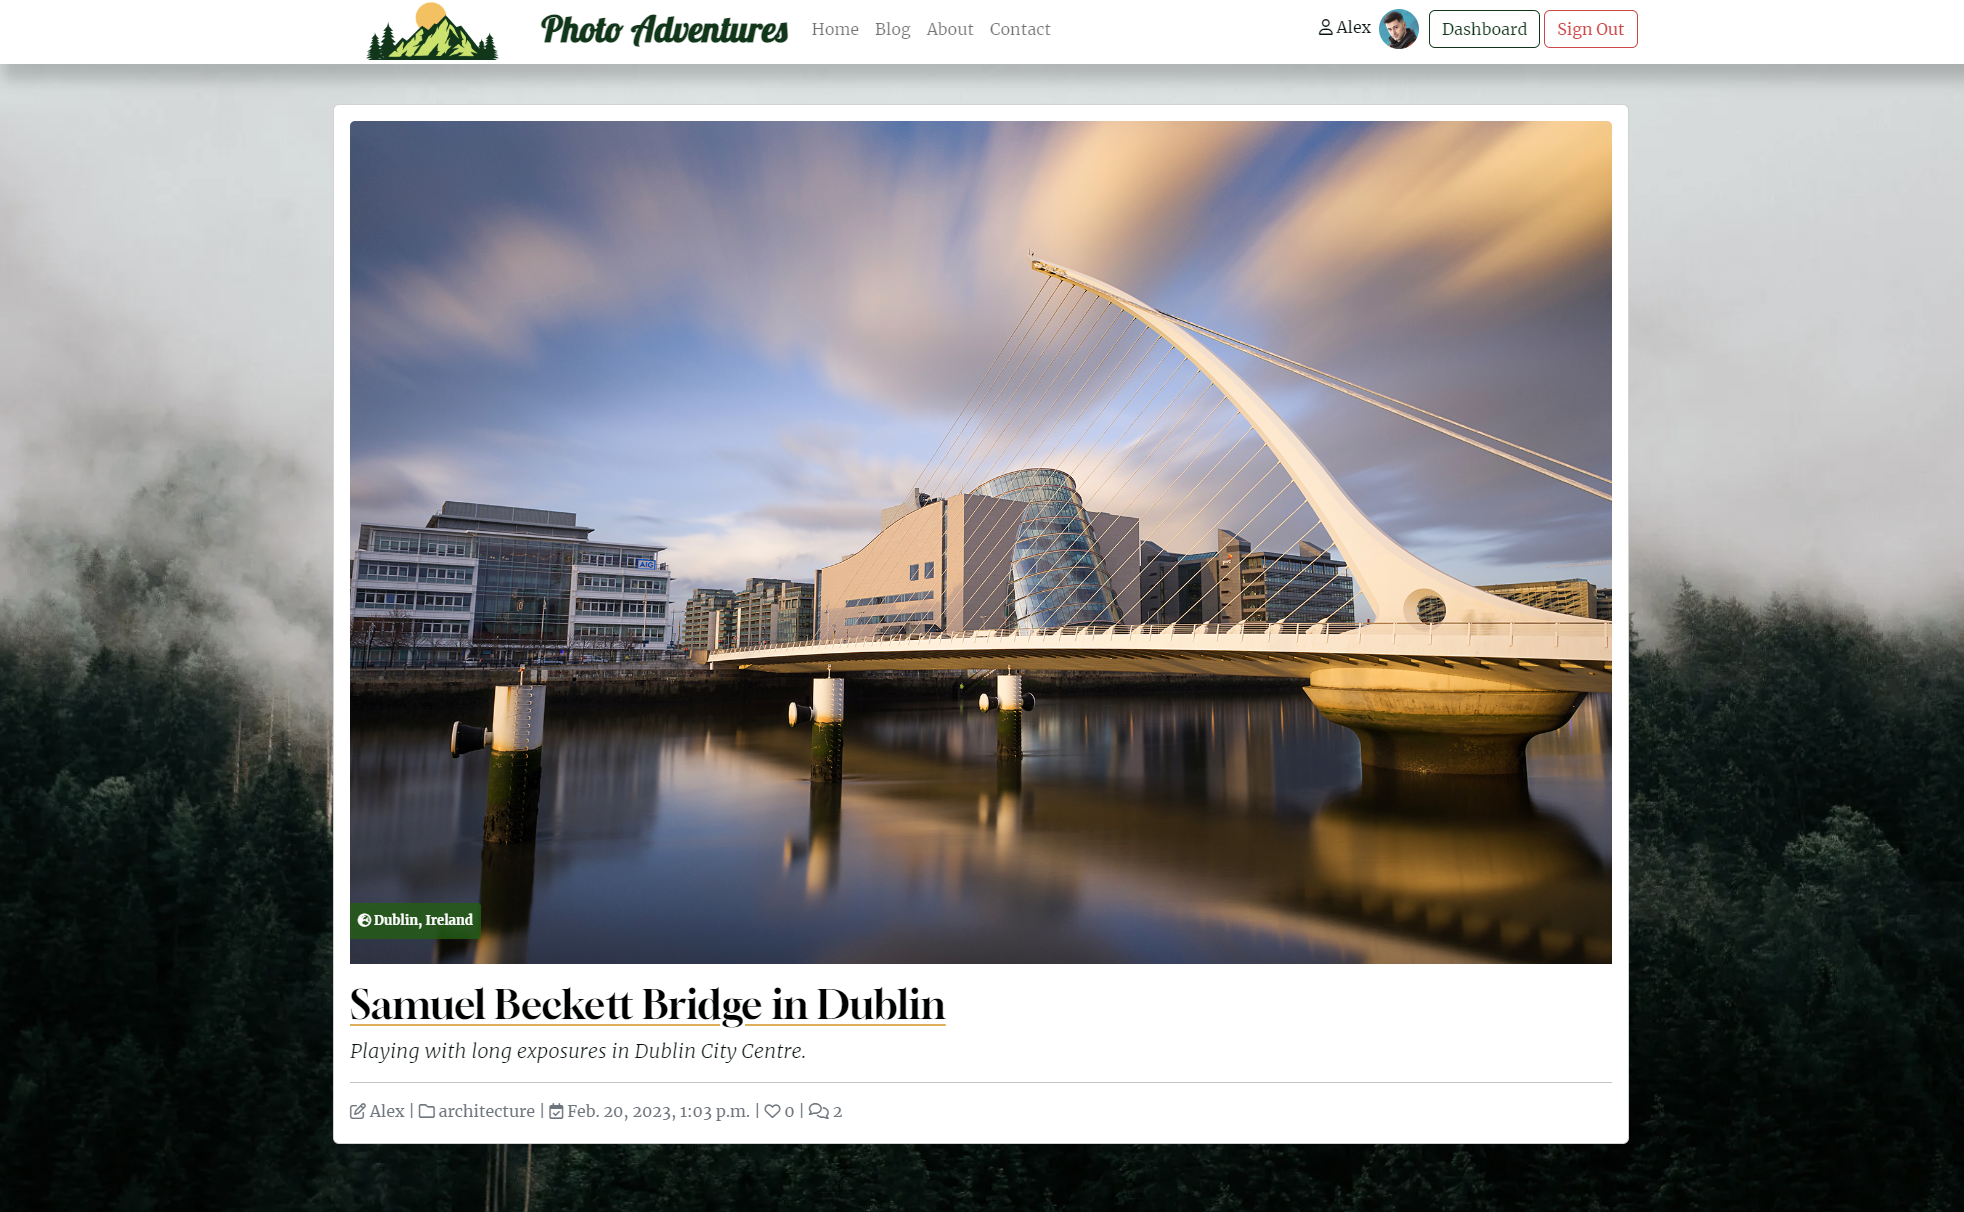 Photo Adventures Home Blog About Contact Alex Dashboard Sign Out
AIG
Dublin, Ireland
Samuel Beckett Bridge in Dublin
Playing with long exposures in Dublin City Centre.
Alex | architecture | Feb. 20, 2023, 1:03 p.m. | 0 | 2